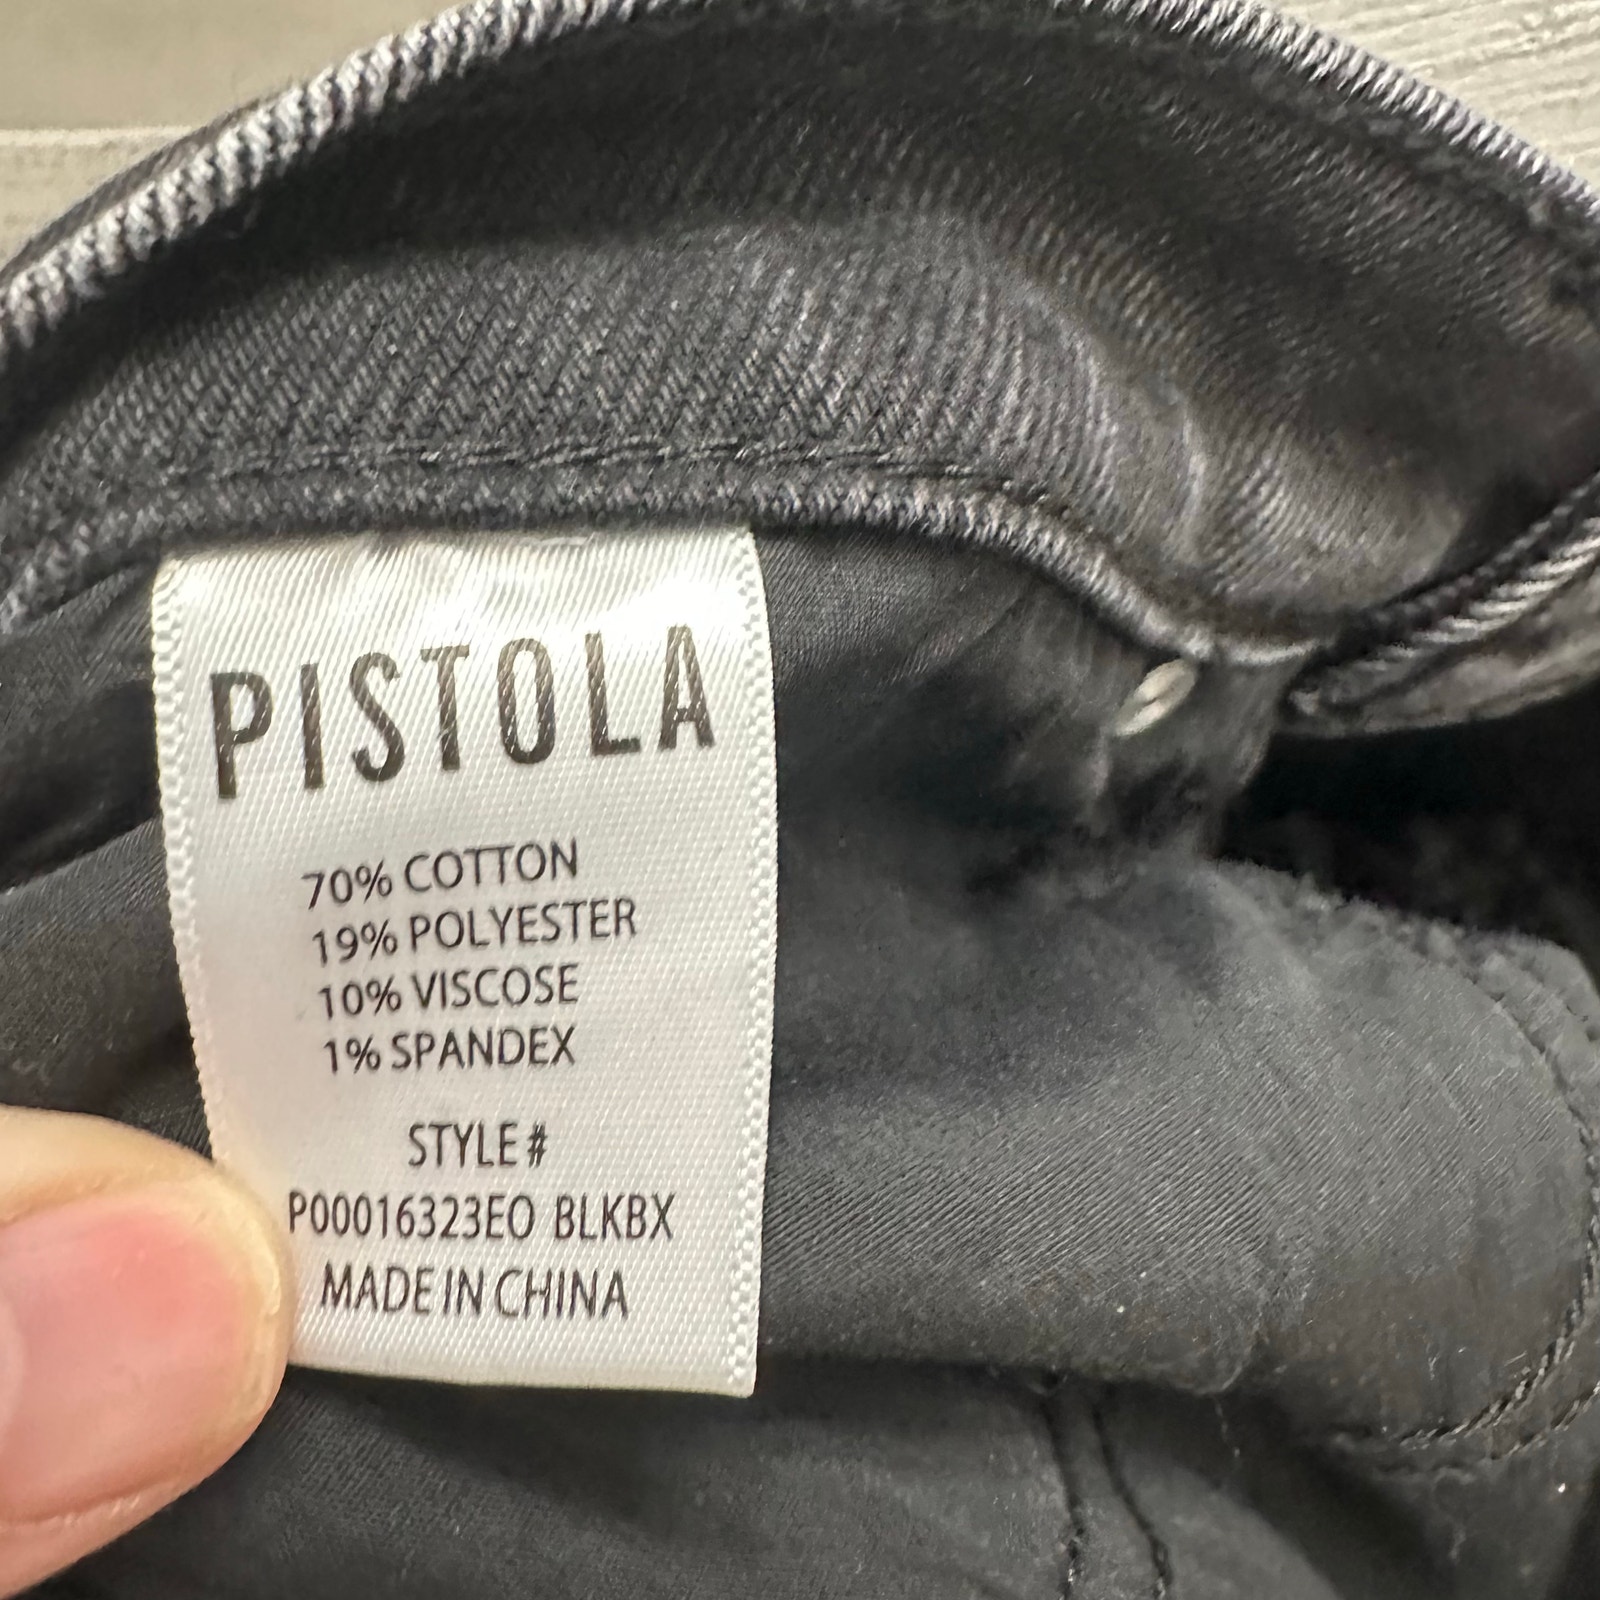 PISTOLA
70% COTTON
19% POLYESTER
10% VISCOSE
1% SPANDEX
STYLE #
P00016323EO BLKBX
MADE IN CHINA